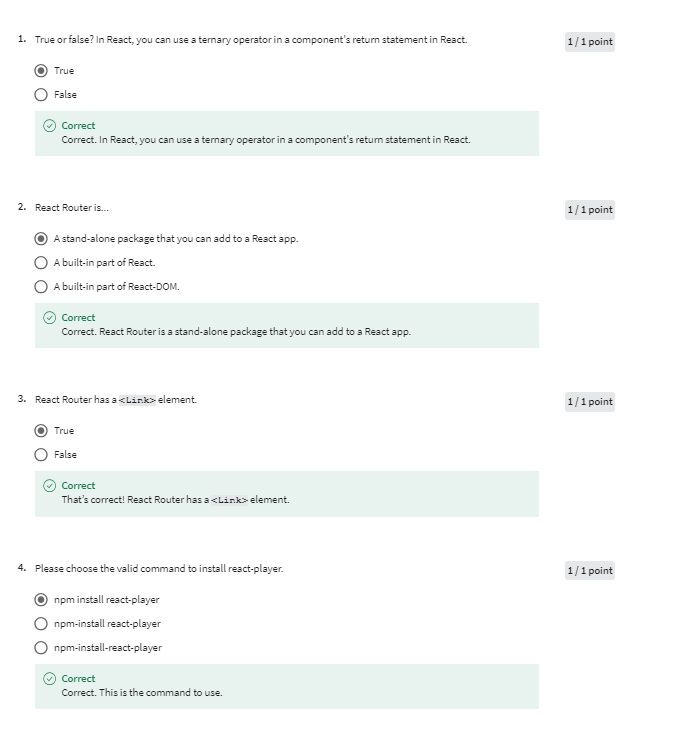 1. True or false? In React, you can use a ternary operator in a component's return statement in React.
1 / 1 point
True
False
Correct
Correct. In React, you can use a ternary operator in a component's return statement in React.
2. React Router is...
1 / 1 point
A stand-alone package that you can add to a React app.
A built-in part of React.
A built-in part of React-DOM.
Correct
Correct. React Router is a stand-alone package that you can add to a React app.
3. React Router has a <Link> element.
1 / 1 point
True
False
Correct
That's correct! React Router has a <Link> element.
4. Please choose the valid command to install react-player.
1 / 1 point
npm install react-player
npm-install react-player
npm-install-react-player
Correct
Correct. This is the command to use.